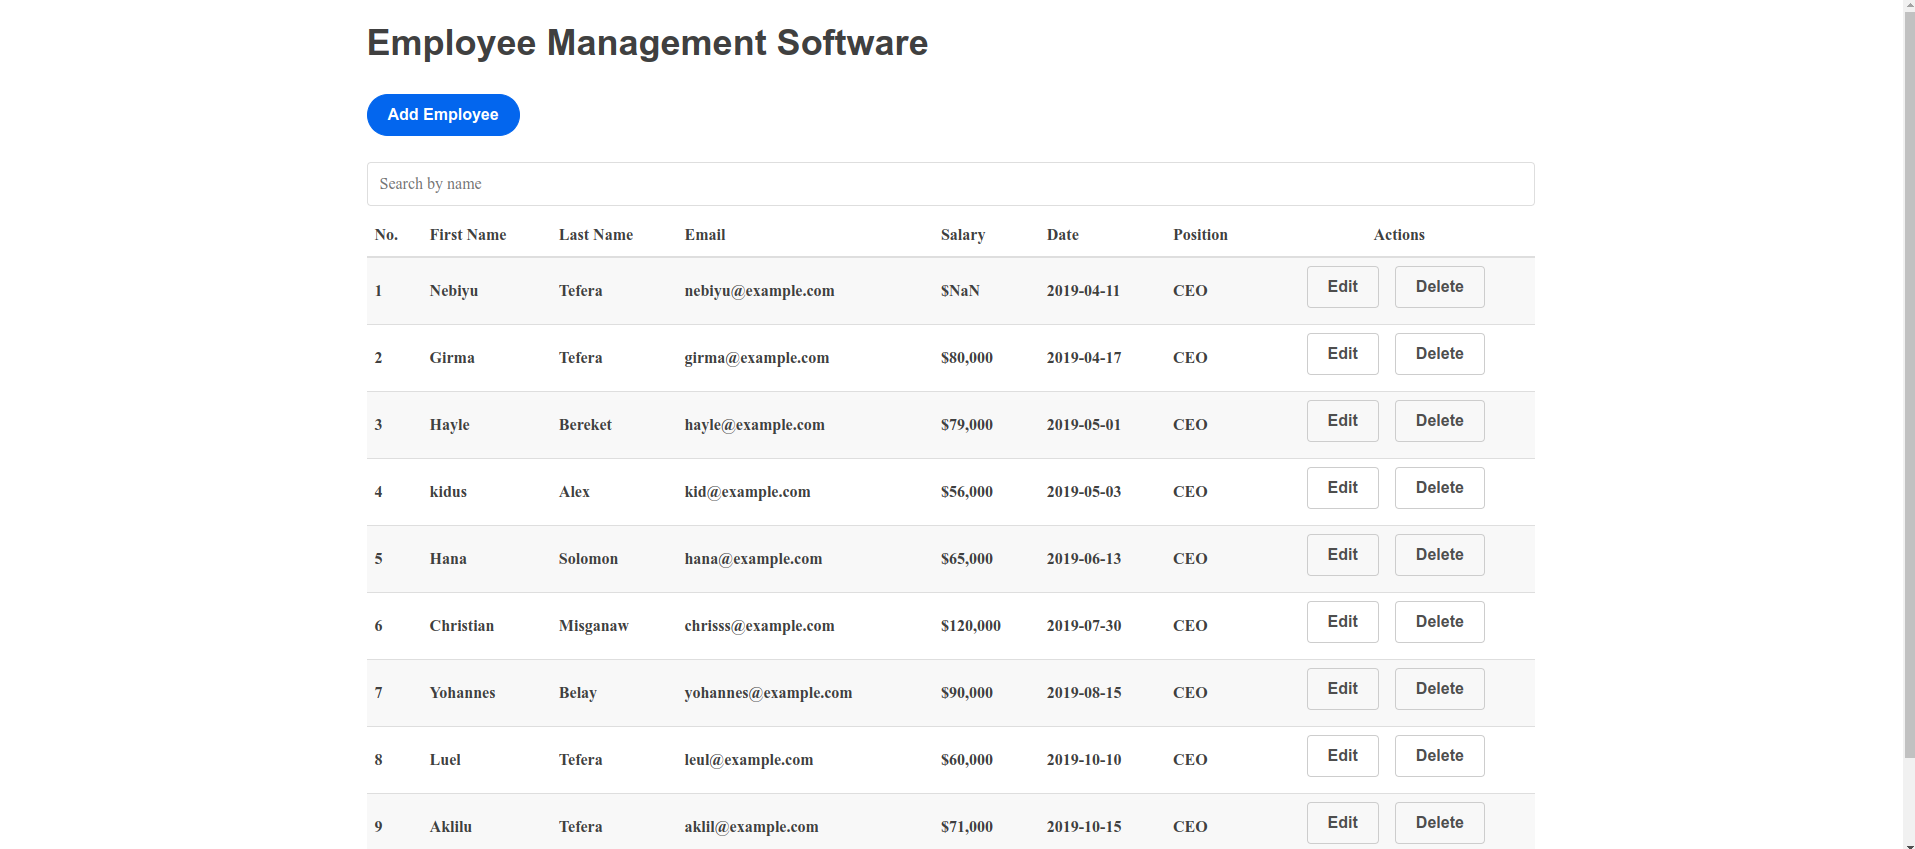 Employee Management Software
Add Employee
Search by name
No. First Name Last Name Email Salary Date Position Actions
1 Nebiyu Tefera nebiyu@example.com $NaN 2019-04-11 CEO Edit Delete
2 Girma Tefera girma@example.com $80,000 2019-04-17 CEO Edit Delete
3 Hayle Bereket hayle@example.com $79,000 2019-05-01 CEO Edit Delete
4 kidus Alex kid@example.com $56,000 2019-05-03 CEO Edit Delete
5 Hana Solomon hana@example.com $65,000 2019-06-13 CEO Edit Delete
6 Christian Misganaw chrisss@example.com $120,000 2019-07-30 CEO Edit Delete
7 Yohannes Belay yohannes@example.com $90,000 2019-08-15 CEO Edit Delete
8 Luel Tefera leul@example.com $60,000 2019-10-10 CEO Edit Delete
9 Aklilu Tefera aklil@example.com $71,000 2019-10-15 CEO Edit Delete